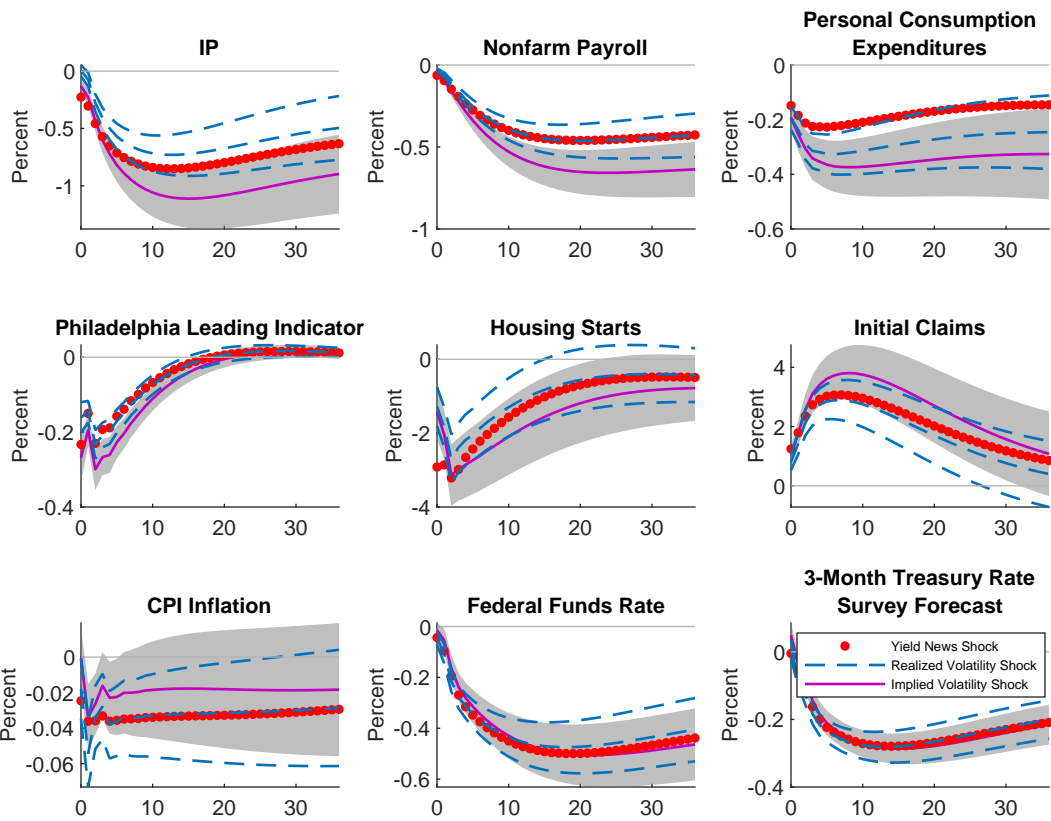 IP
Percent
0
-0.5
-1
0
10
20
30
Nonfarm Payroll
Percent
0
-0.5
-1
0
10
20
30
Personal Consumption
Expenditures
Percent
0
-0.2
-0.4
-0.6
0
10
20
30
Philadelphia Leading Indicator
Percent
0
-0.2
-0.4
0
10
20
30
Housing Starts
Percent
0
-2
-4
0
10
20
30
Initial Claims
Percent
4
2
0
0
10
20
30
CPI Inflation
Percent
0
-0.02
-0.04
-0.06
0
10
20
30
Federal Funds Rate
Percent
0
-0.2
-0.4
-0.6
0
10
20
30
3-Month Treasury Rate
Survey Forecast
Percent
0
-0.2
-0.4
0
10
20
30
Yield News Shock
Realized Volatility Shock
Implied Volatility Shock